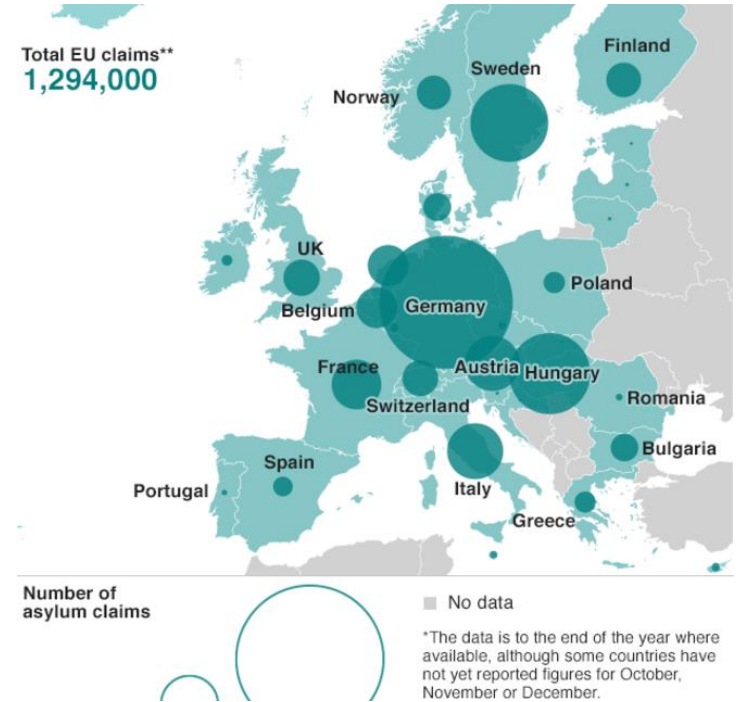 Total EU claims**
1,294,000
Finland
Sweden
Norway
UK
Poland
Belgium
Germany
France
Austria
Hungary
Romania
Switzerland
Bulgaria
Spain
Portugal
Italy
Greece
Number of
asylum claims
No data
*The data is to the end of the year where
available, although some countries have
not yet reported figures for October,
November or December.